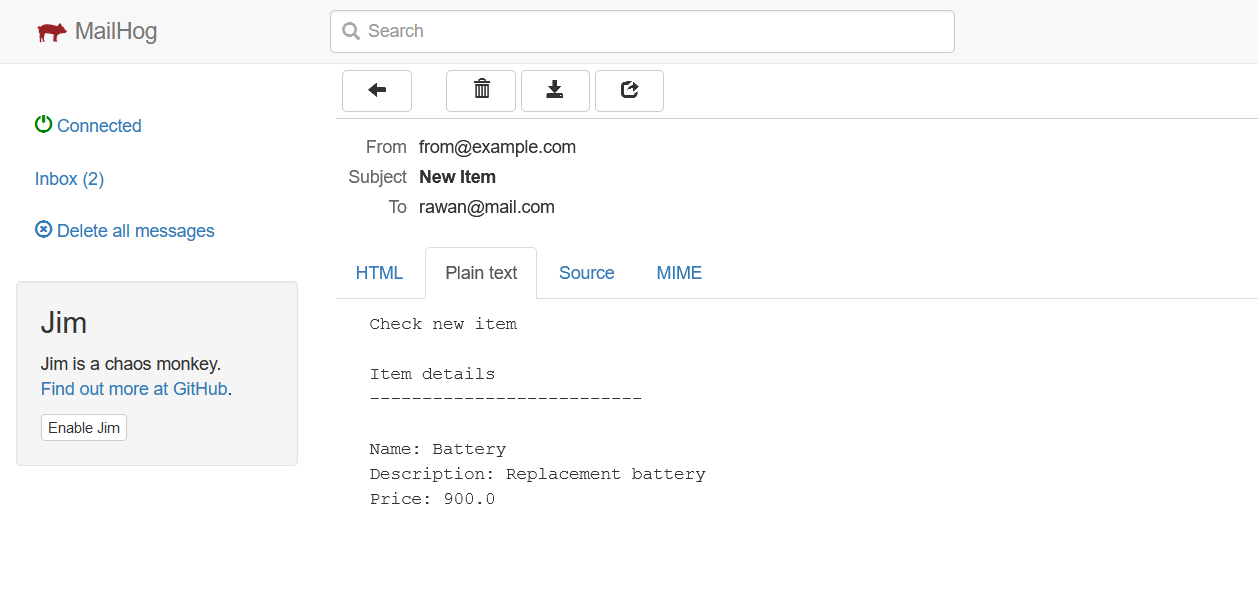 MailHog
Search
Connected
Inbox (2)
Delete all messages
Jim
Jim is a chaos monkey.
Find out more at GitHub.
Enable Jim
From from@example.com
Subject New Item
To rawan@mail.com
HTML Plain text Source MIME
Check new item
Item details
--------------------------
Name: Battery
Description: Replacement battery
Price: 900.0